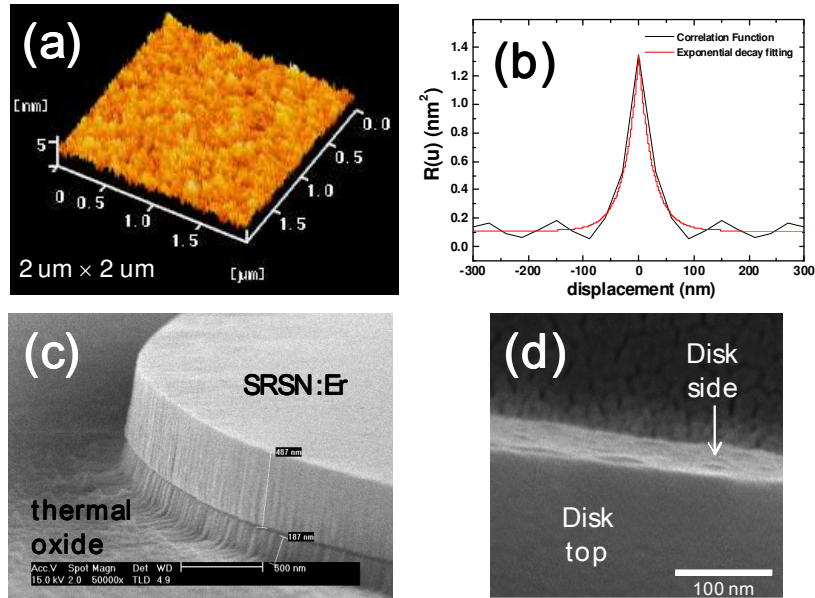 (a)
[nm]
5
0
0.5
1.0
1.5
0.0
0.5
1.0
1.5
[μm]
2 um × 2 um
(b)
Correlation Function
Exponential decay fitting
R(u) (nm²)
1.4
1.2
1.0
0.8
0.6
0.4
0.2
0.0
-300 -200 -100 0 100 200 300
displacement (nm)
(c)
SRSN:Er
487 nm
thermal
oxide
187 nm
Acc.V Spot Magn Det WD
15.0 kV 2.0 50000x TLD 4.9
500 nm
(d)
Disk
side
Disk
top
100 nm